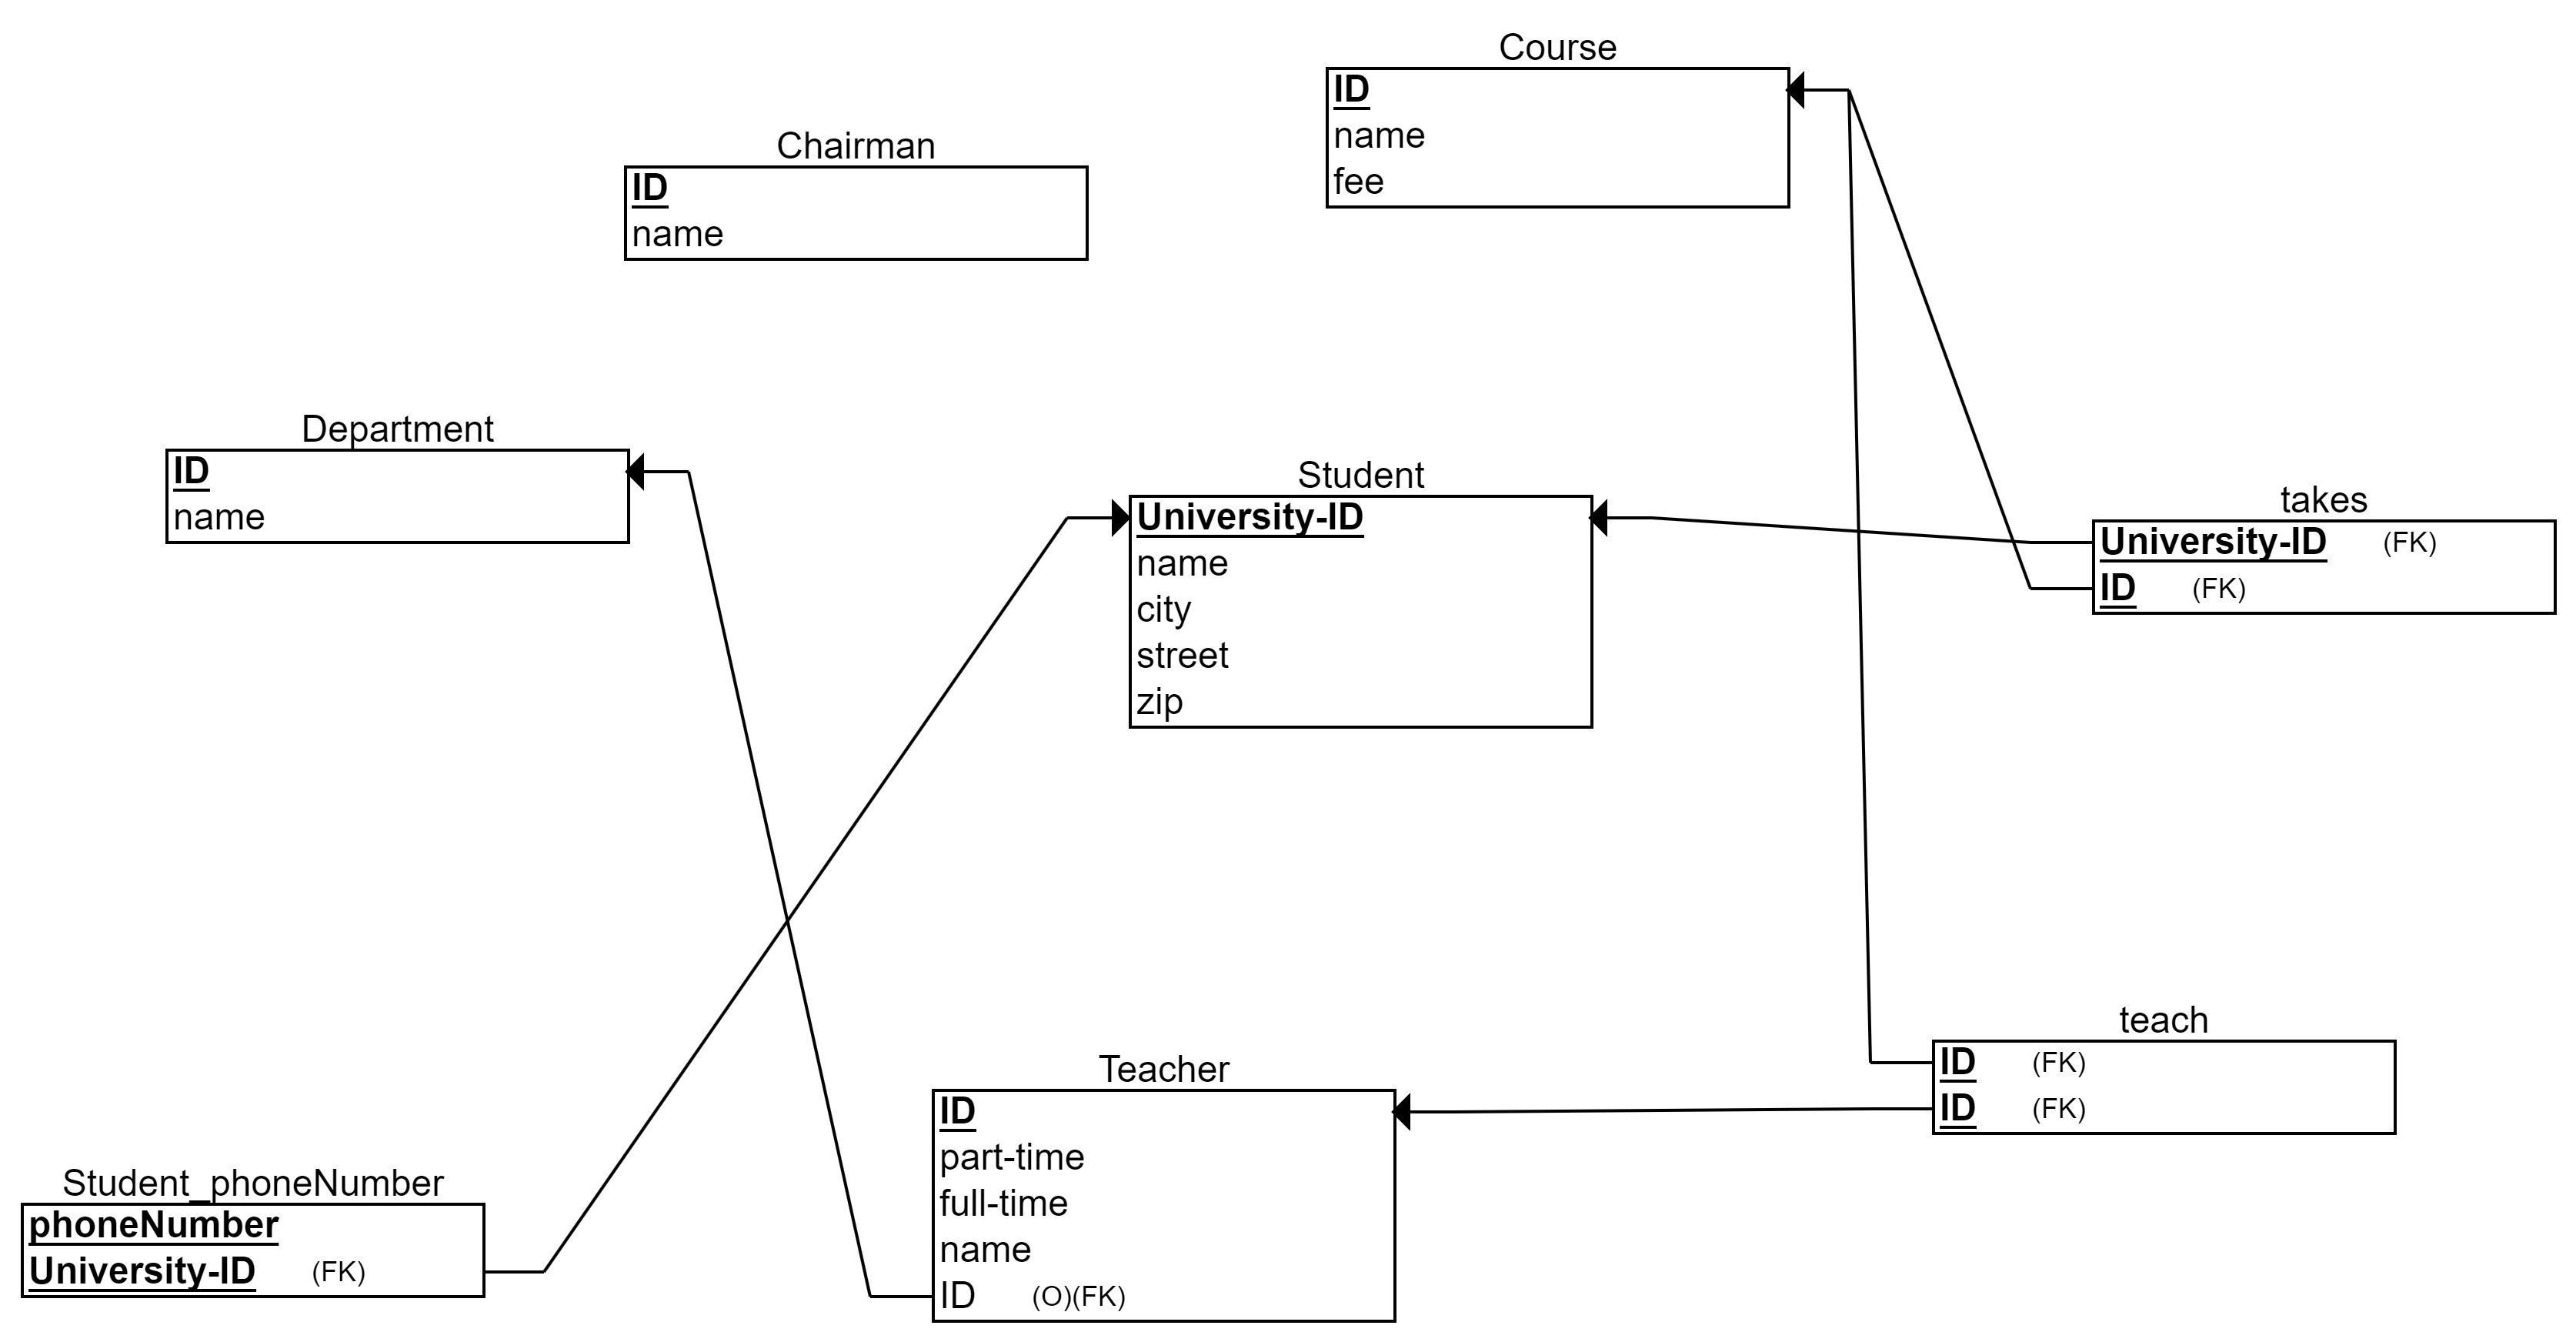 Course
ID
name
fee
Chairman
ID
name
Department
ID
name
Student
University-ID
name
city
street
zip
takes
University-ID (FK)
ID (FK)
teach
ID (FK)
ID (FK)
Teacher
ID
part-time
full-time
name
ID (O)(FK)
Student_phoneNumber
phoneNumber
University-ID (FK)